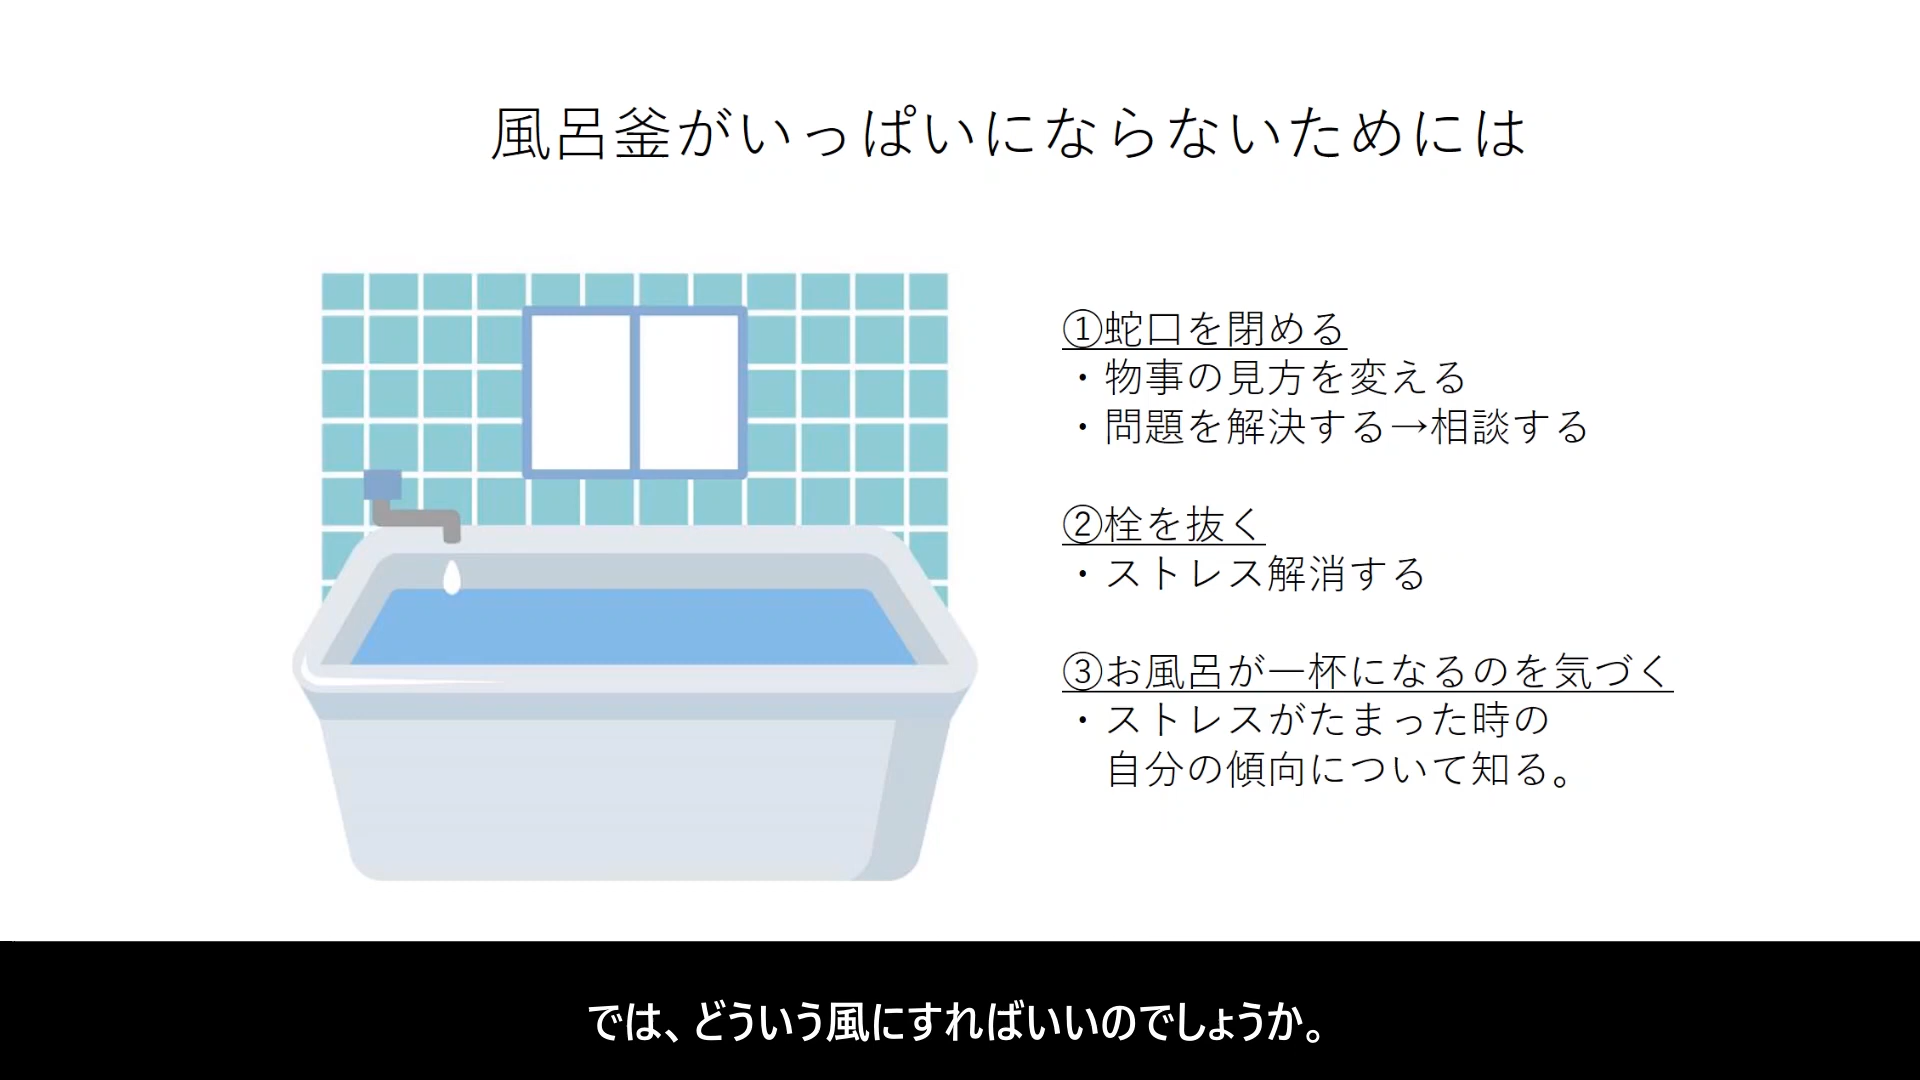 風呂釜がいっぱいにならないためには
①蛇口を閉める
・物事の見方を変える
・問題を解決する→相談する
②栓を抜く
・ストレス解消する
③お風呂が一杯になるのを気づく
・ストレスがたまった時の
自分の傾向について知る。
では、どういう風にすればいいのでしょうか。